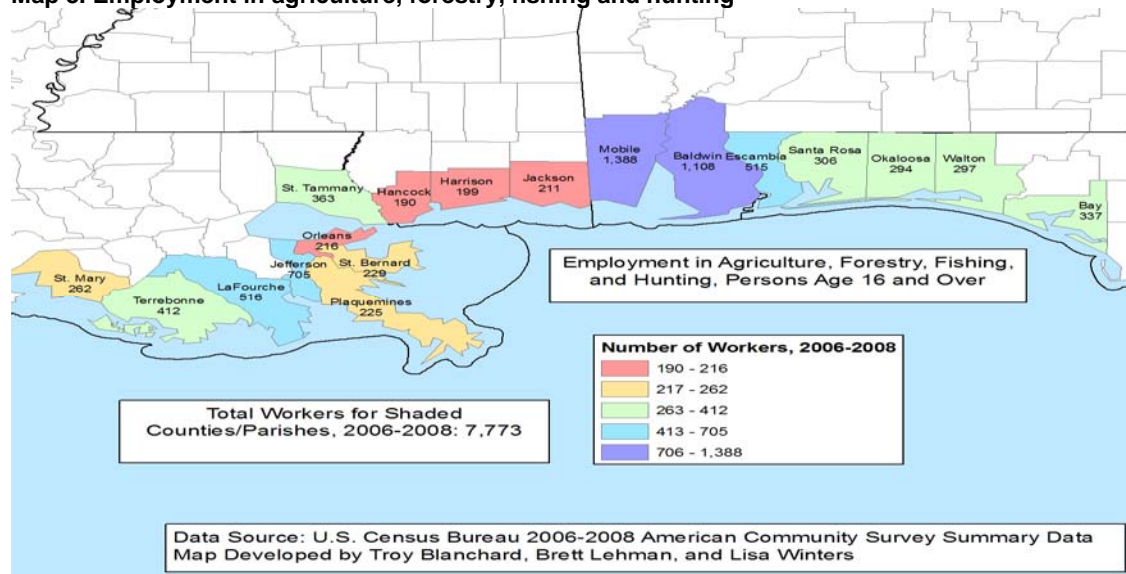 Map 3. Employment in agriculture, forestry, fishing and hunting
Mobile
1,388
Baldwin
1,108
Escambia
515
Santa Rosa
306
Okaloosa
294
Walton
297
Bay
337
St. Tammany
363
Hancock
190
Harrison
199
Jackson
211
Orleans
216
Jefferson
705
St. Bernard
229
St. Mary
262
Terrebonne
412
LaFourche
516
Plaquemines
225
Employment in Agriculture, Forestry, Fishing,
and Hunting, Persons Age 16 and Over
Number of Workers, 2006-2008
190 - 216
217 - 262
263 - 412
413 - 705
706 - 1,388
Total Workers for Shaded
Counties/Parishes, 2006-2008: 7,773
Data Source: U.S. Census Bureau 2006-2008 American Community Survey Summary Data
Map Developed by Troy Blanchard, Brett Lehman, and Lisa Winters